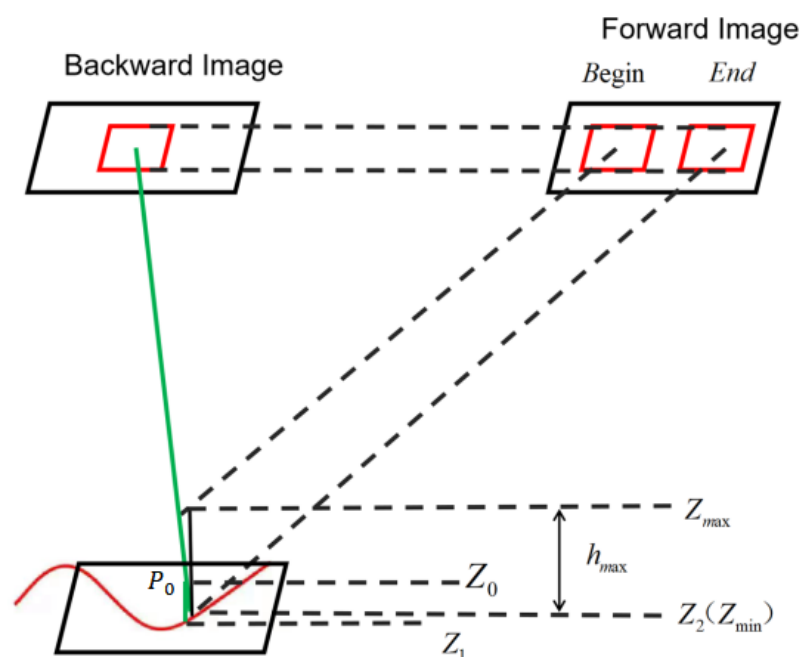 Forward Image
Backward Image
Begin
End
Zmax
hmax
P0
Z0
Z2(Zmin)
Z1